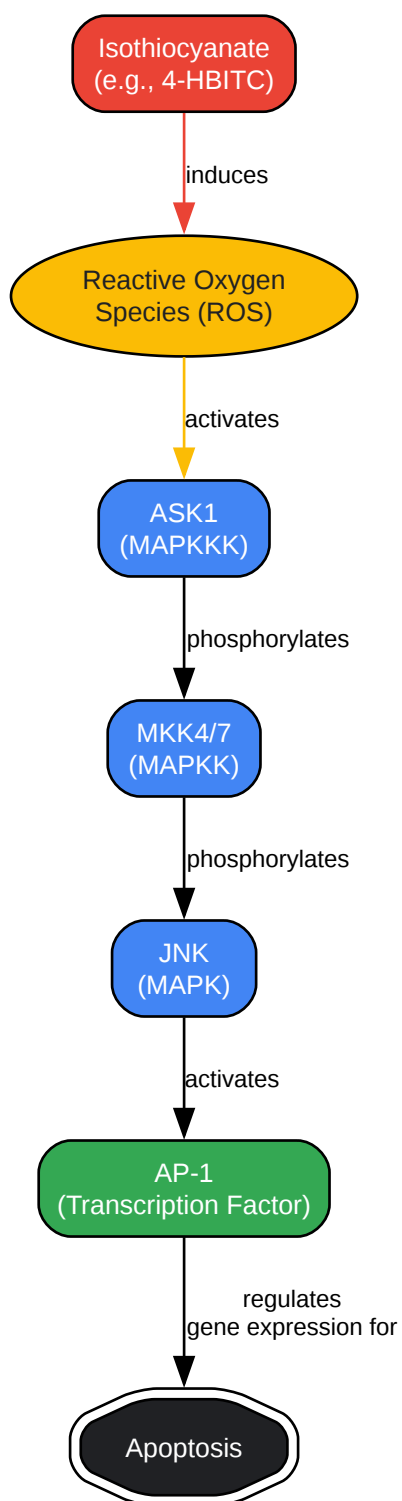 Isothiocyanate
(e.g., 4-HBITC)
induces
Reactive Oxygen
Species (ROS)
activates
ASK1
(MAPKKK)
phosphorylates
MKK4/7
(MAPKK)
phosphorylates
JNK
(MAPK)
activates
AP-1
(Transcription Factor)
regulates
gene expression for
Apoptosis